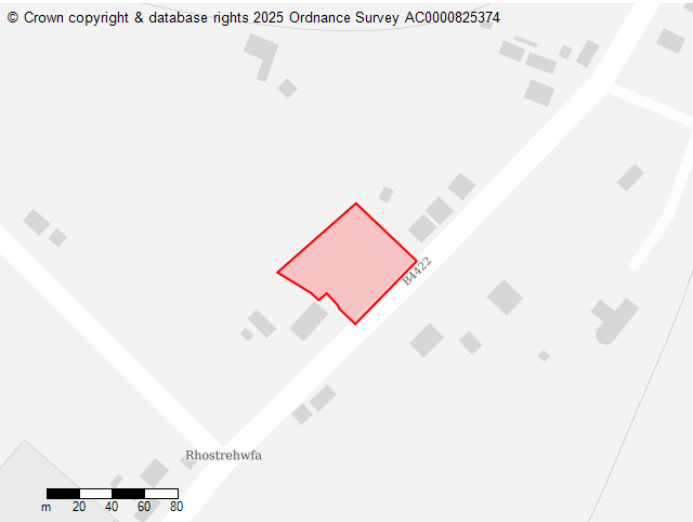 © Crown copyright & database rights 2025 Ordnance Survey AC0000825374
B4422
Rhostrehwfa
m 20 40 60 80